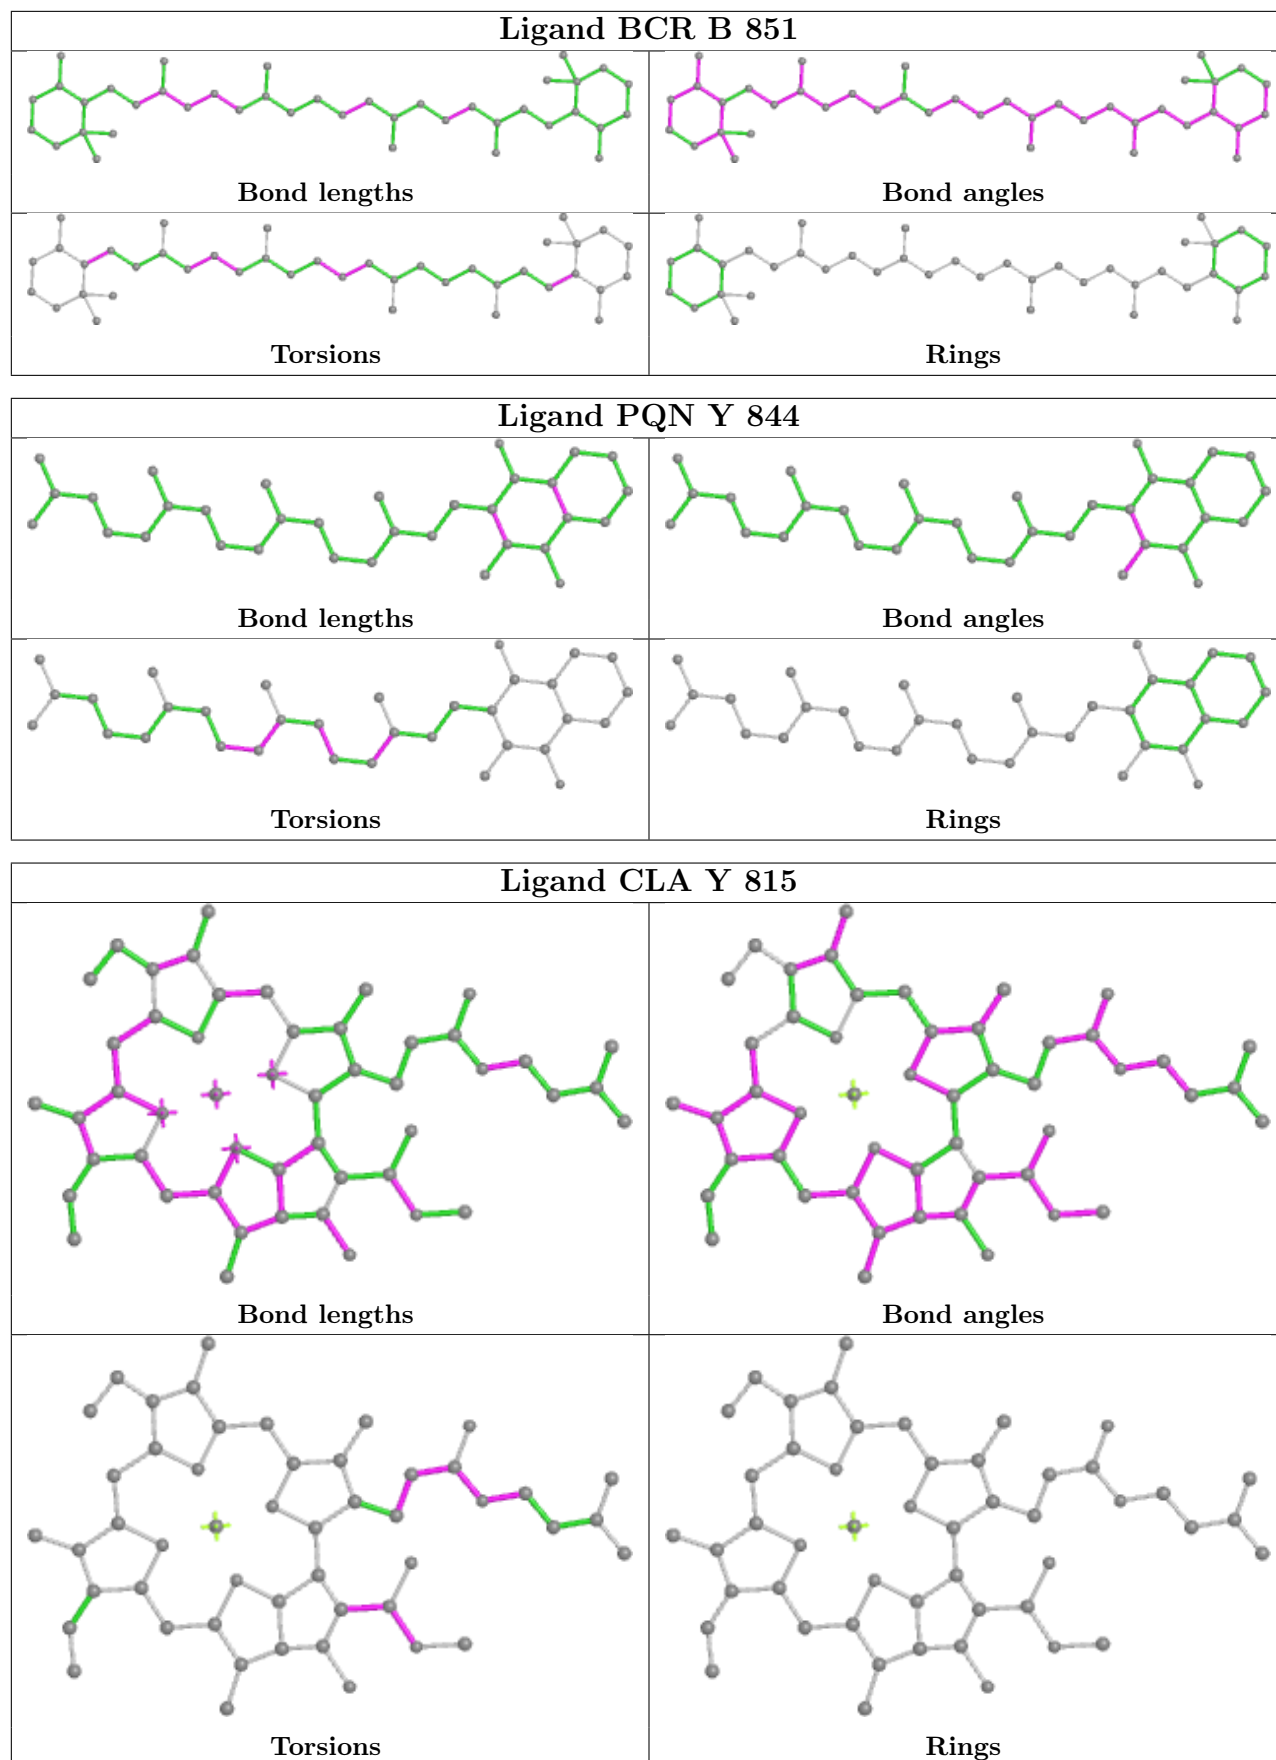 Ligand BCR B 851
Bond lengths
Bond angles
Torsions
Rings
Ligand PQN Y 844
Bond lengths
Bond angles
Torsions
Rings
Ligand CLA Y 815
Bond lengths
Bond angles
Torsions
Rings